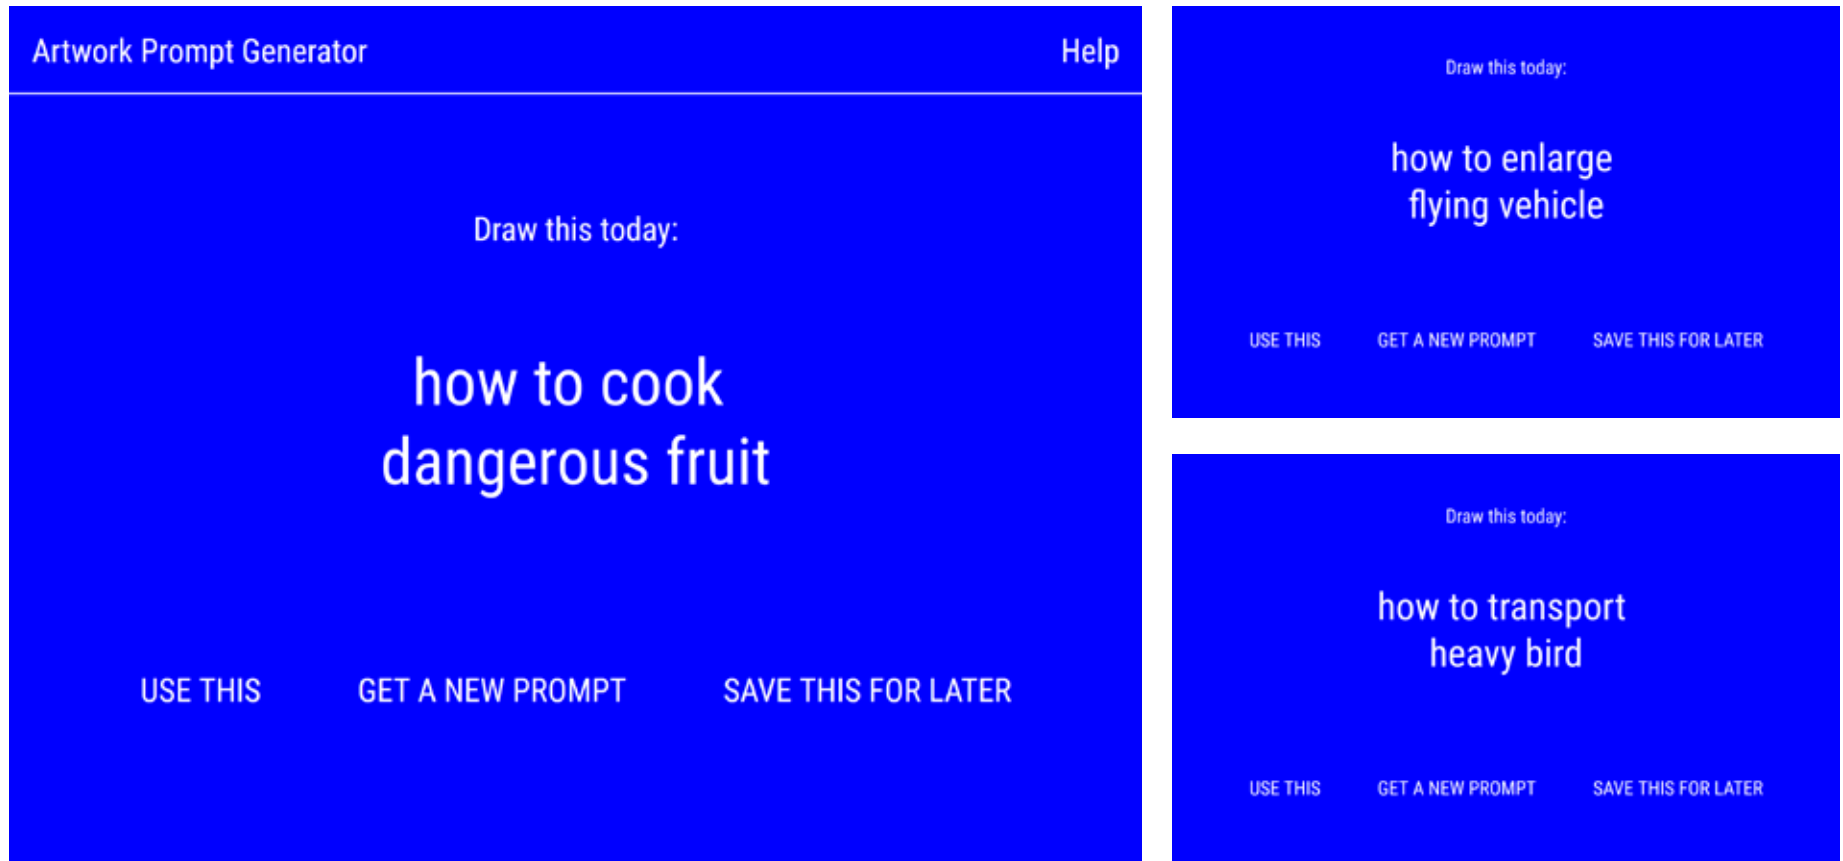 Artwork Prompt Generator
Help
Draw this today:
how to cook
dangerous fruit
USE THIS
GET A NEW PROMPT
SAVE THIS FOR LATER
Draw this today:
how to enlarge
flying vehicle
USE THIS
GET A NEW PROMPT
SAVE THIS FOR LATER
Draw this today:
how to transport
heavy bird
USE THIS
GET A NEW PROMPT
SAVE THIS FOR LATER